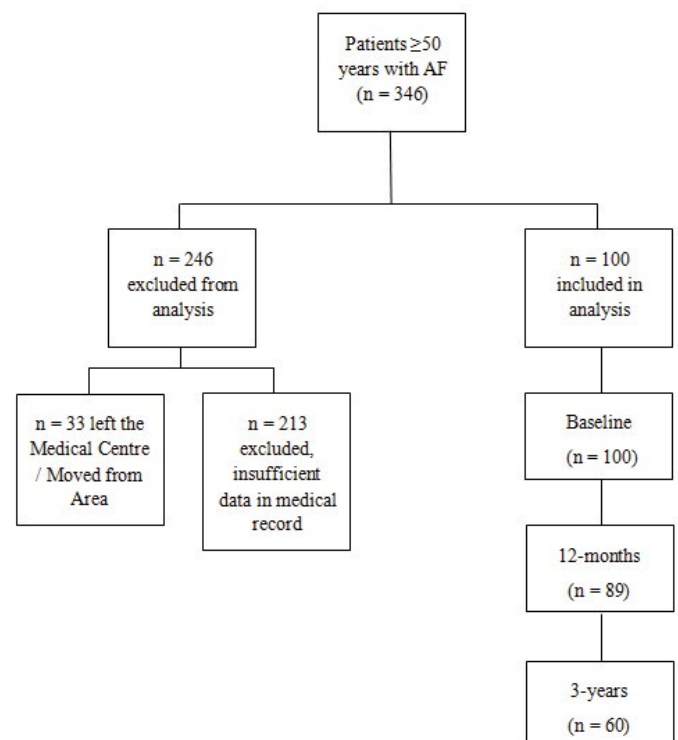 Patients ≥50
years with AF
(n = 346)
n = 246
excluded from
analysis
n = 100
included in
analysis
n = 33 left the
Medical Centre
/ Moved from
Area
n = 213
excluded,
insufficient
data in medical
record
Baseline
(n = 100)
12-months
(n = 89)
3-years
(n = 60)